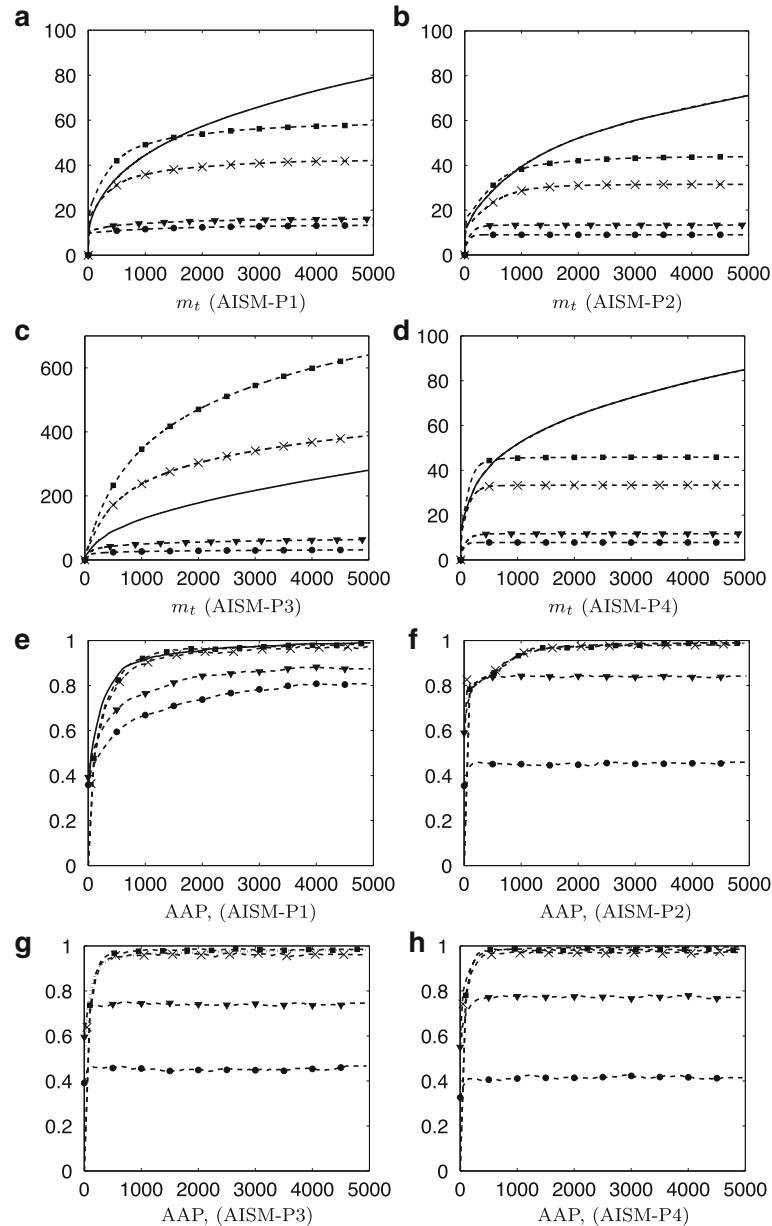 a
b
100
80
60
40
20
0
0 1000 2000 3000 4000 5000
m_t (AISM-P1)
100
80
60
40
20
0
0 1000 2000 3000 4000 5000
m_t (AISM-P2)
c
d
600
400
200
0
0 1000 2000 3000 4000 5000
m_t (AISM-P3)
100
80
60
40
20
0
0 1000 2000 3000 4000 5000
m_t (AISM-P4)
e
f
1
0.8
0.6
0.4
0.2
0
0 1000 2000 3000 4000 5000
AAP, (AISM-P1)
1
0.8
0.6
0.4
0.2
0
0 1000 2000 3000 4000 5000
AAP, (AISM-P2)
g
h
1
0.8
0.6
0.4
0.2
0
0 1000 2000 3000 4000 5000
AAP, (AISM-P3)
1
0.8
0.6
0.4
0.2
0
0 1000 2000 3000 4000 5000
AAP, (AISM-P4)